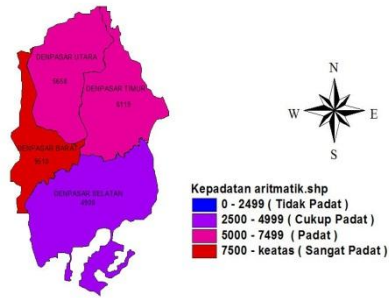 DENPASAR UTARA
DENPASAR TIMUR
DENPASAR BARAT
DENPASAR SELATAN
N
W E
S
Kepadatan aritmatik.shp
0 - 2499 ( Tidak Padat )
2500 - 4999 ( Cukup Padat )
5000 - 7499 ( Padat )
7500 - keatas ( Sangat Padat )